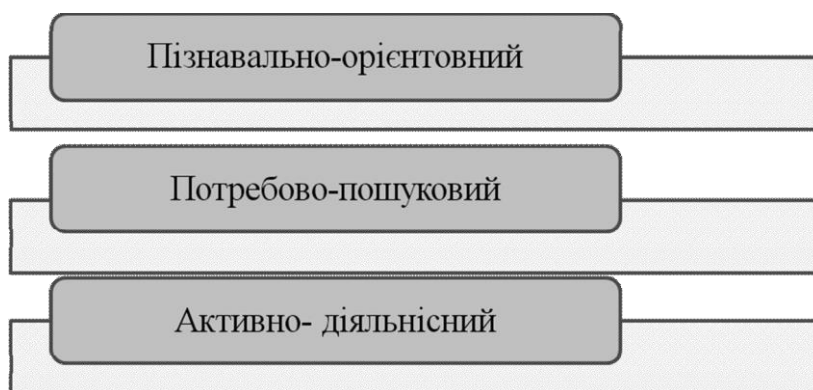 Пізнавально-орієнтовний
Потребово-пошуковий
Активно- діяльнісний